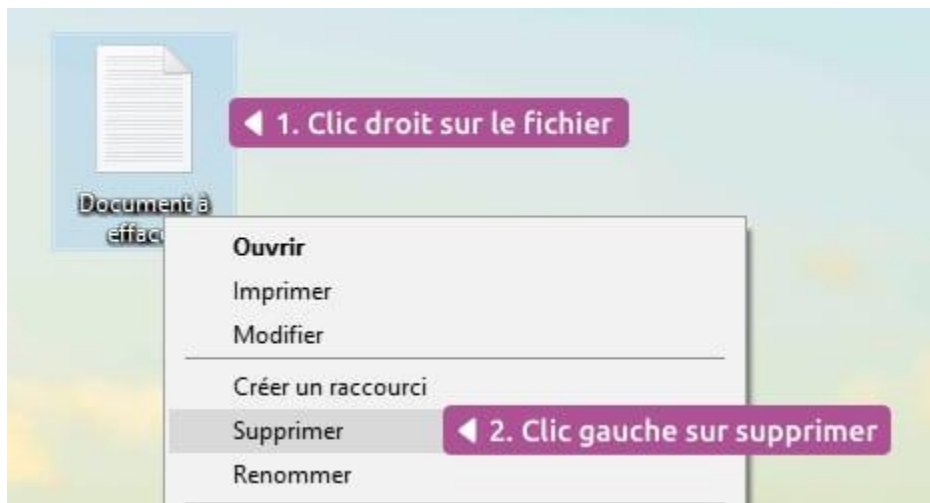 1. Clic droit sur le fichier
Document à
effac
Ouvrir
Imprimer
Modifier
Créer un raccourci
Supprimer
2. Clic gauche sur supprimer
Renommer